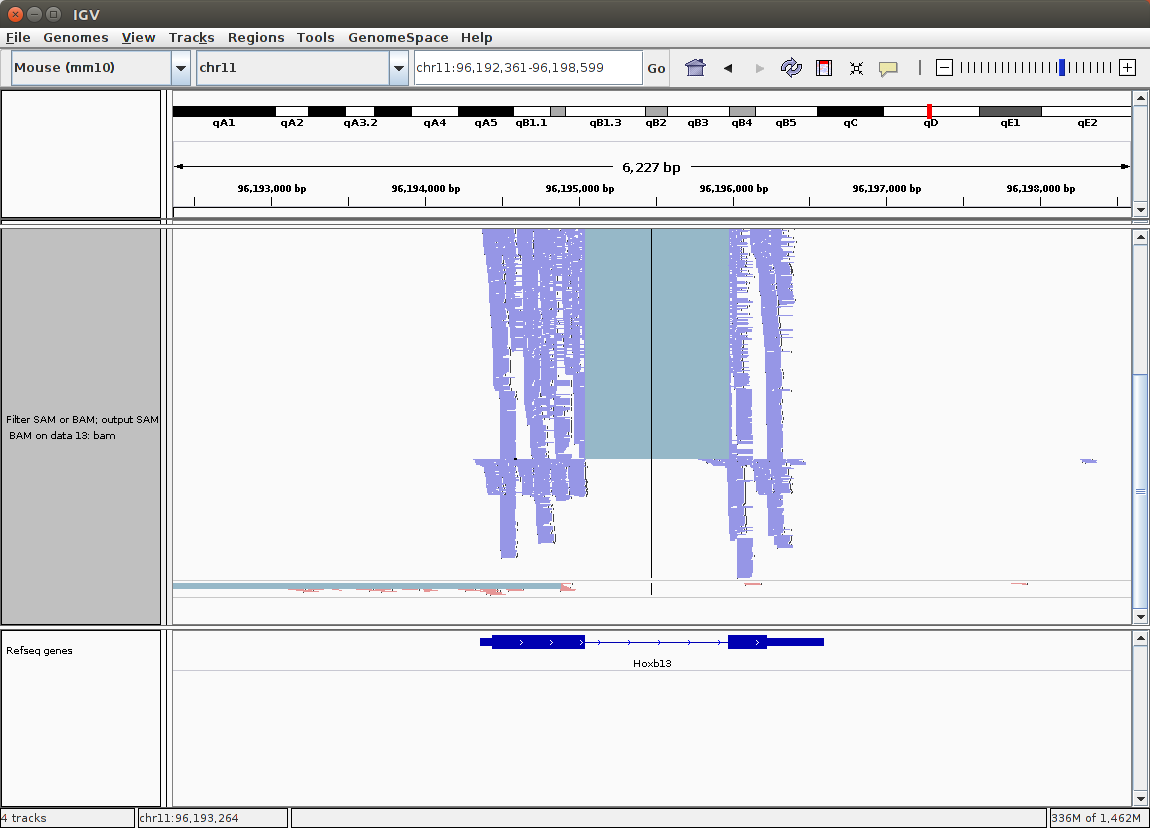 IGV
File Genomes View Tracks Regions Tools GenomeSpace Help
Mouse (mm10) chr11 chr11:96,192,361-96,198,599 Go
qA1 qA2 qA3.2 qA4 qA5 qB1.1 qB1.3 qB2 qB3 qB4 qB5 qC qD qE1 qE2
6,227 bp
96,193,000 bp 96,194,000 bp 96,195,000 bp 96,196,000 bp 96,197,000 bp 96,198,000 bp
Filter SAM or BAM; output SAM
BAM on data 13: bam
Refseq genes
Hoxb13
4 tracks chr11:96,193,264 336M of 1,462M